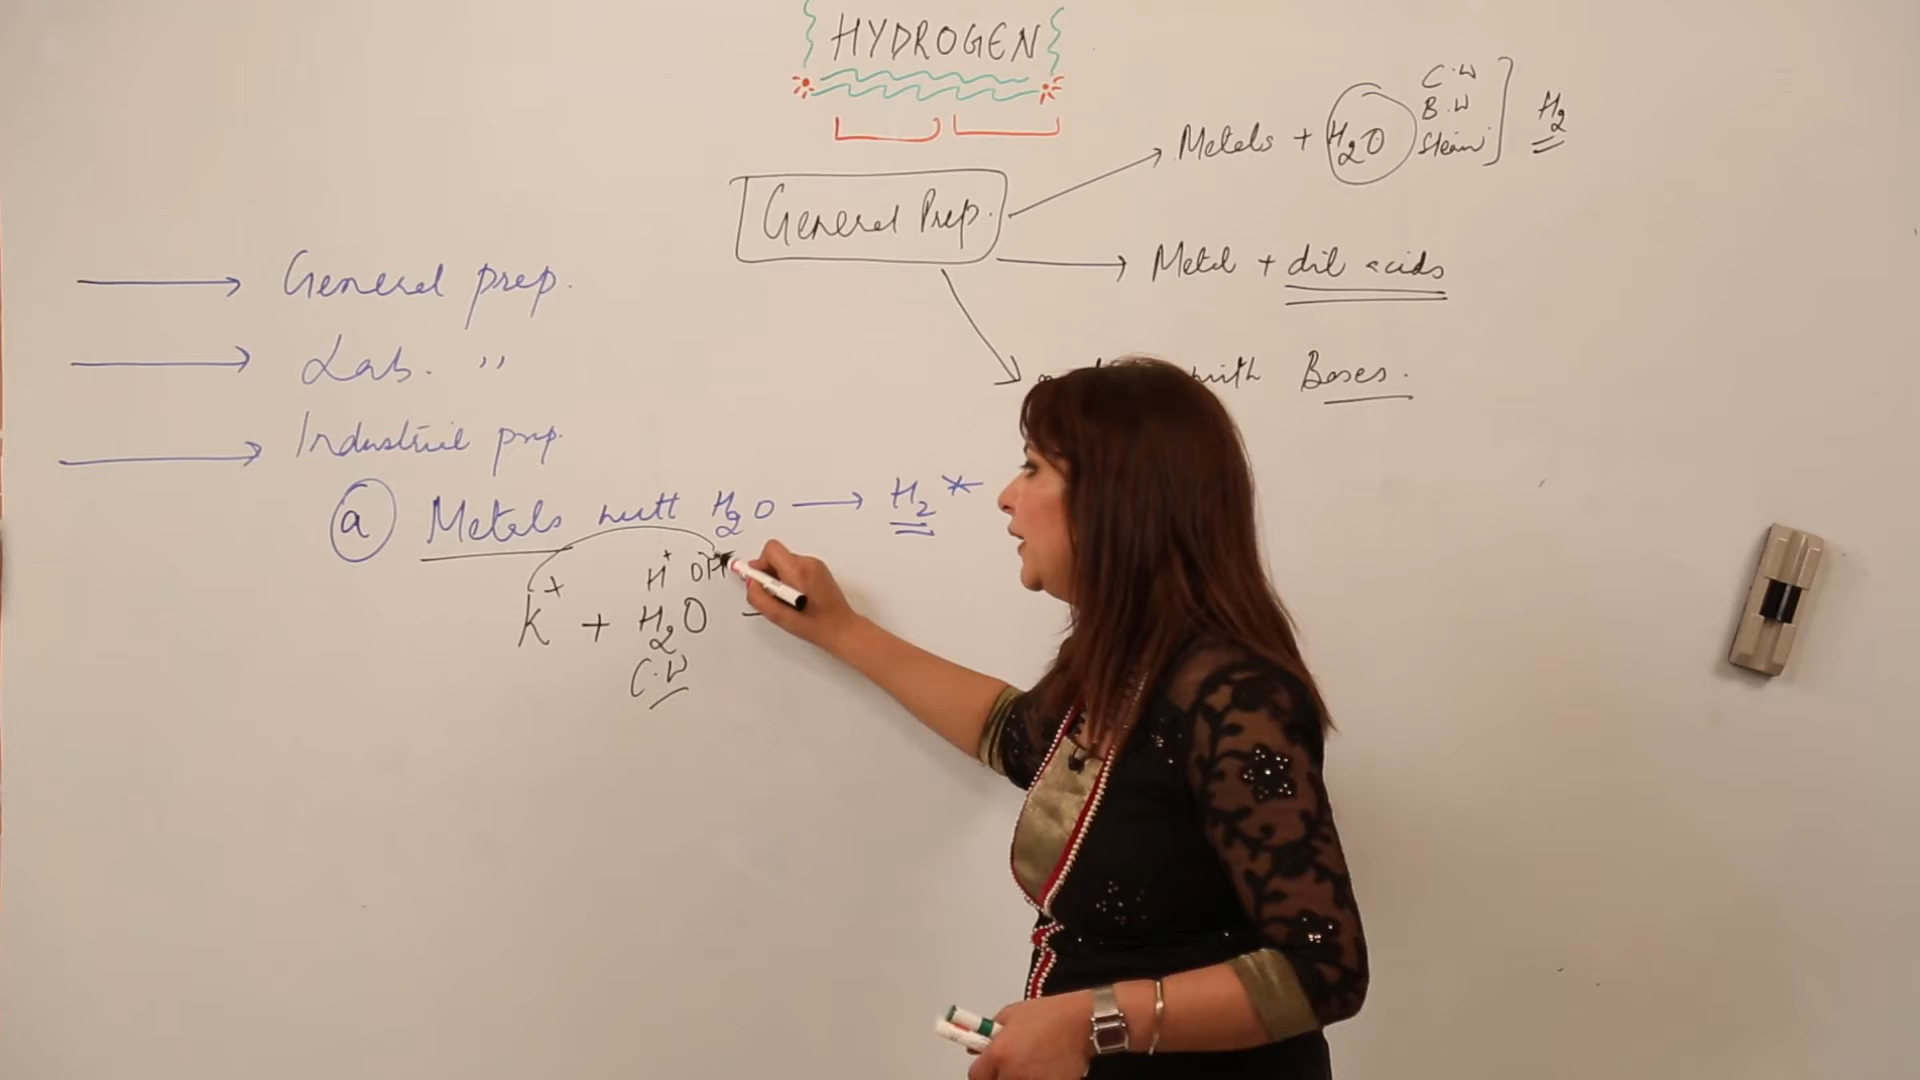 HYDROGEN
General Prep.
Metals + H2O
C.W
B.W
Steam
H2
Metal + dil acids
with Bases.
General prep.
Lab. "
Industrial prep.
a Metals with H2O → H2*
K+ + H2O
H+ OH
C.W